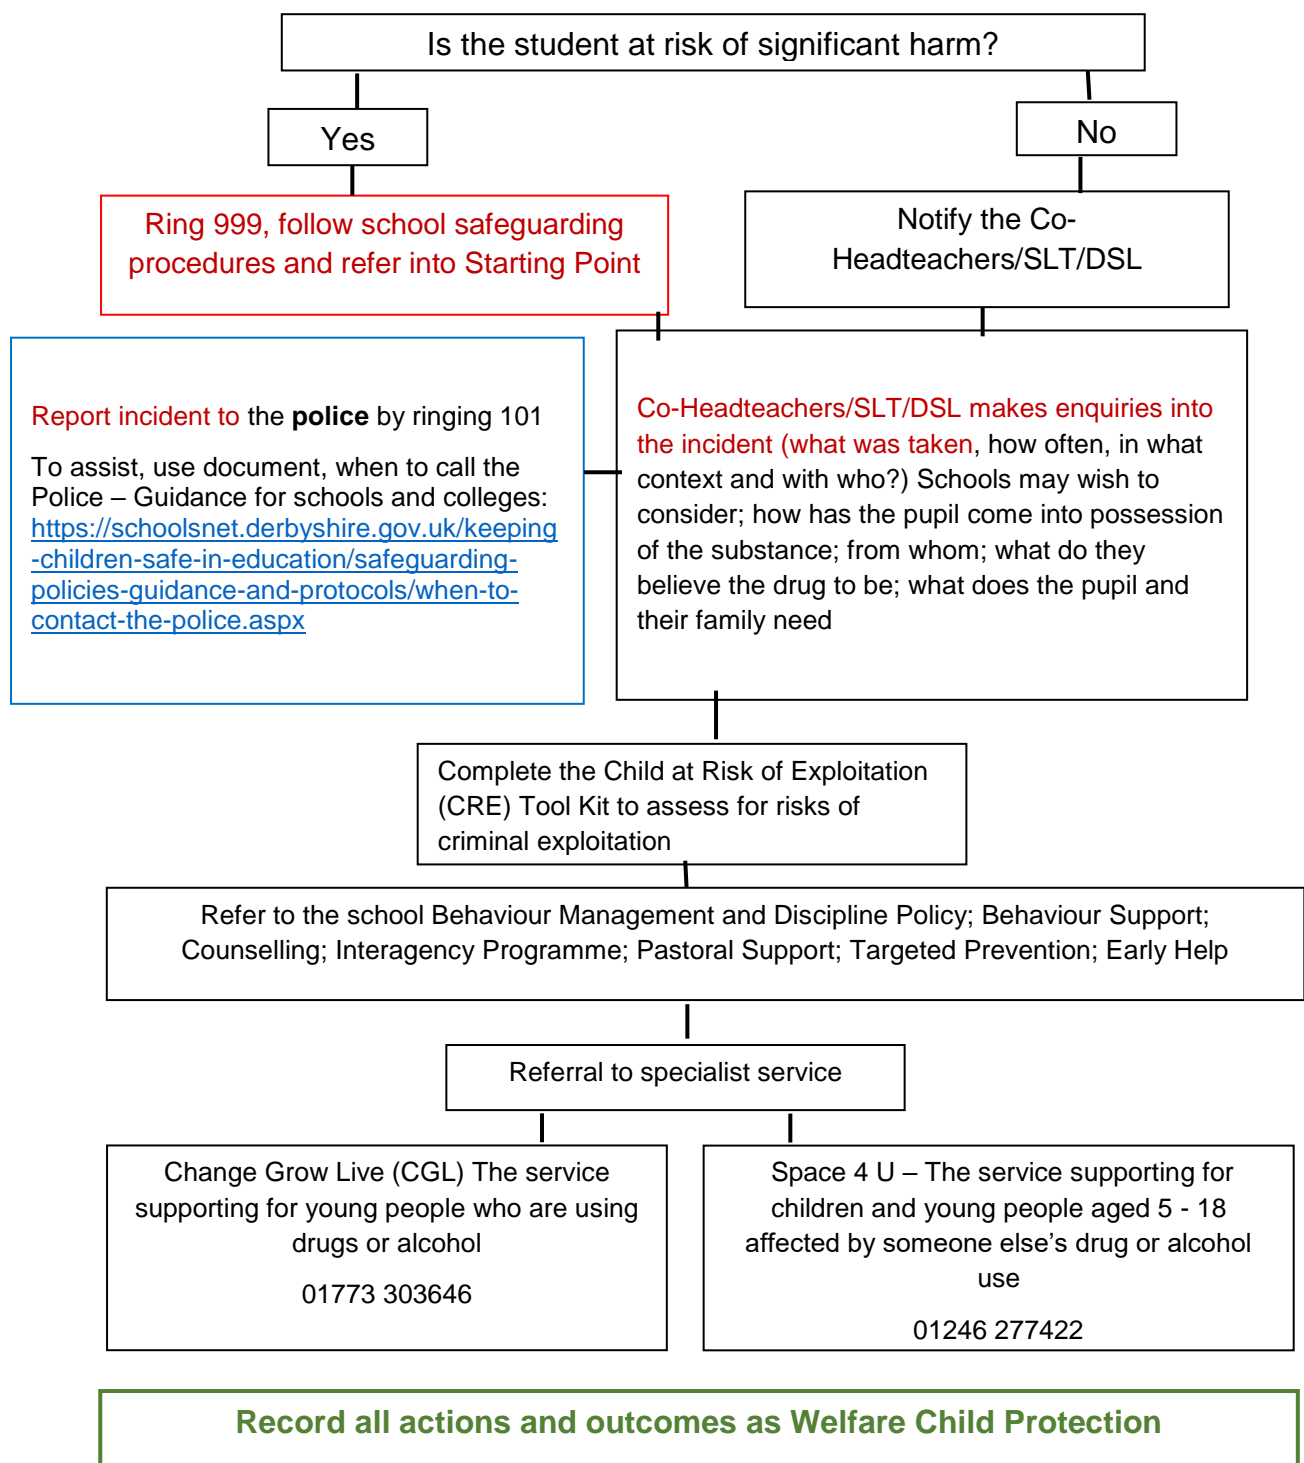 Is the student at risk of significant harm?
Yes
No
Ring 999, follow school safeguarding
procedures and refer into Starting Point
Notify the Co-
Headteachers/SLT/DSL
Report incident to the police by ringing 101
To assist, use document, when to call the
Police – Guidance for schools and colleges:
https://schoolsnet.derbyshire.gov.uk/keeping
-children-safe-in-education/safeguarding-
policies-guidance-and-protocols/when-to-
contact-the-police.aspx
Co-Headteachers/SLT/DSL makes enquiries into
the incident (what was taken, how often, in what
context and with who?) Schools may wish to
consider; how has the pupil come into possession
of the substance; from whom; what do they
believe the drug to be; what does the pupil and
their family need
Complete the Child at Risk of Exploitation
(CRE) Tool Kit to assess for risks of
criminal exploitation
Refer to the school Behaviour Management and Discipline Policy; Behaviour Support;
Counselling; Interagency Programme; Pastoral Support; Targeted Prevention; Early Help
Referral to specialist service
Change Grow Live (CGL) The service
supporting for young people who are using
drugs or alcohol
01773 303646
Space 4 U – The service supporting for
children and young people aged 5 - 18
affected by someone else’s drug or alcohol
use
01246 277422
Record all actions and outcomes as Welfare Child Protection